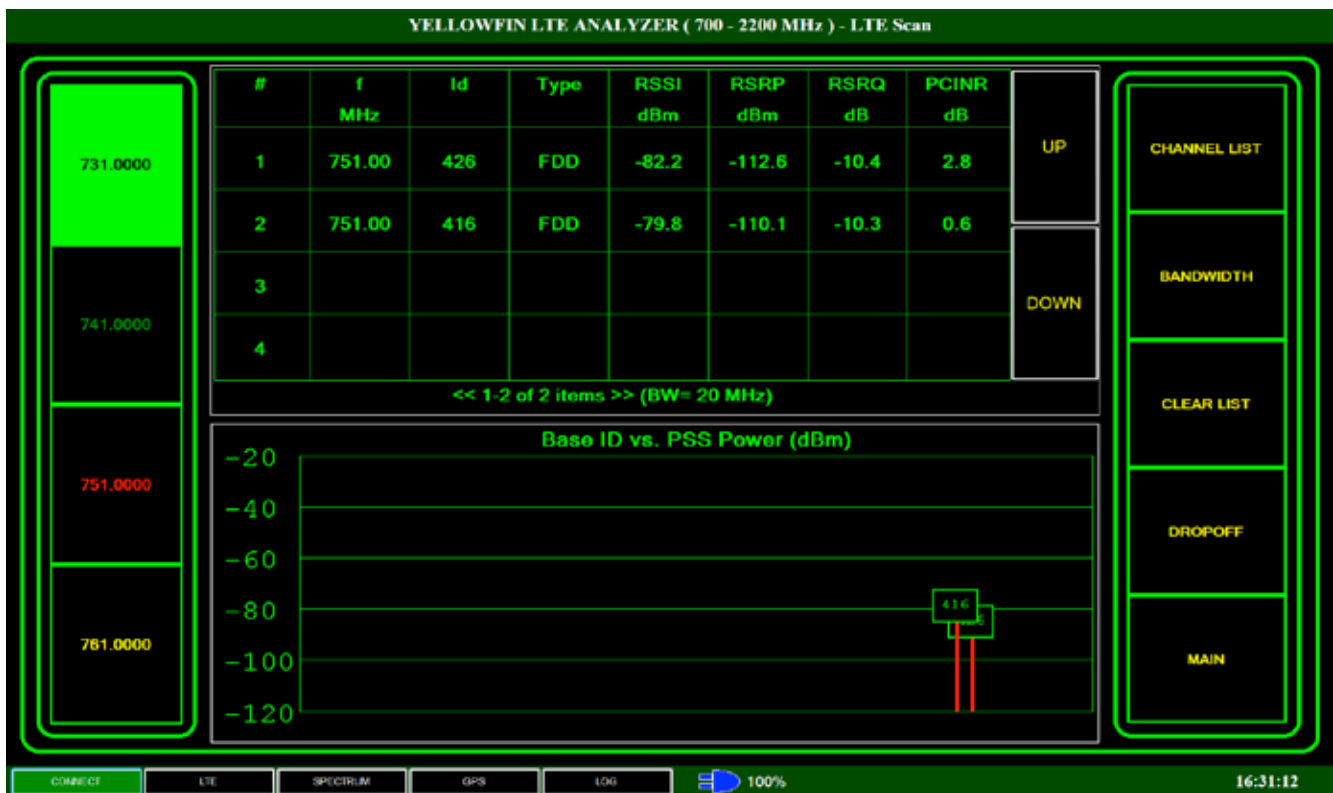 YELLOWFIN LTE ANALYZER ( 700 - 2200 MHz ) - LTE Scan
731.0000
741.0000
751.0000
761.0000
# f Id Type RSSI RSRP RSRQ PCINR
MHz dBm dBm dB dB
1 751.00 426 FDD -82.2 -112.6 -10.4 2.8
2 751.00 416 FDD -79.8 -110.1 -10.3 0.6
3
4
<< 1-2 of 2 items >> (BW= 20 MHz)
UP
DOWN
Base ID vs. PSS Power (dBm)
-20
-40
-60
-80
-100
-120
416
CHANNEL LIST
BANDWIDTH
CLEAR LIST
DROPOFF
MAIN
CONNECT LTE SPECTRUM GPS LOG 100% 16:31:12